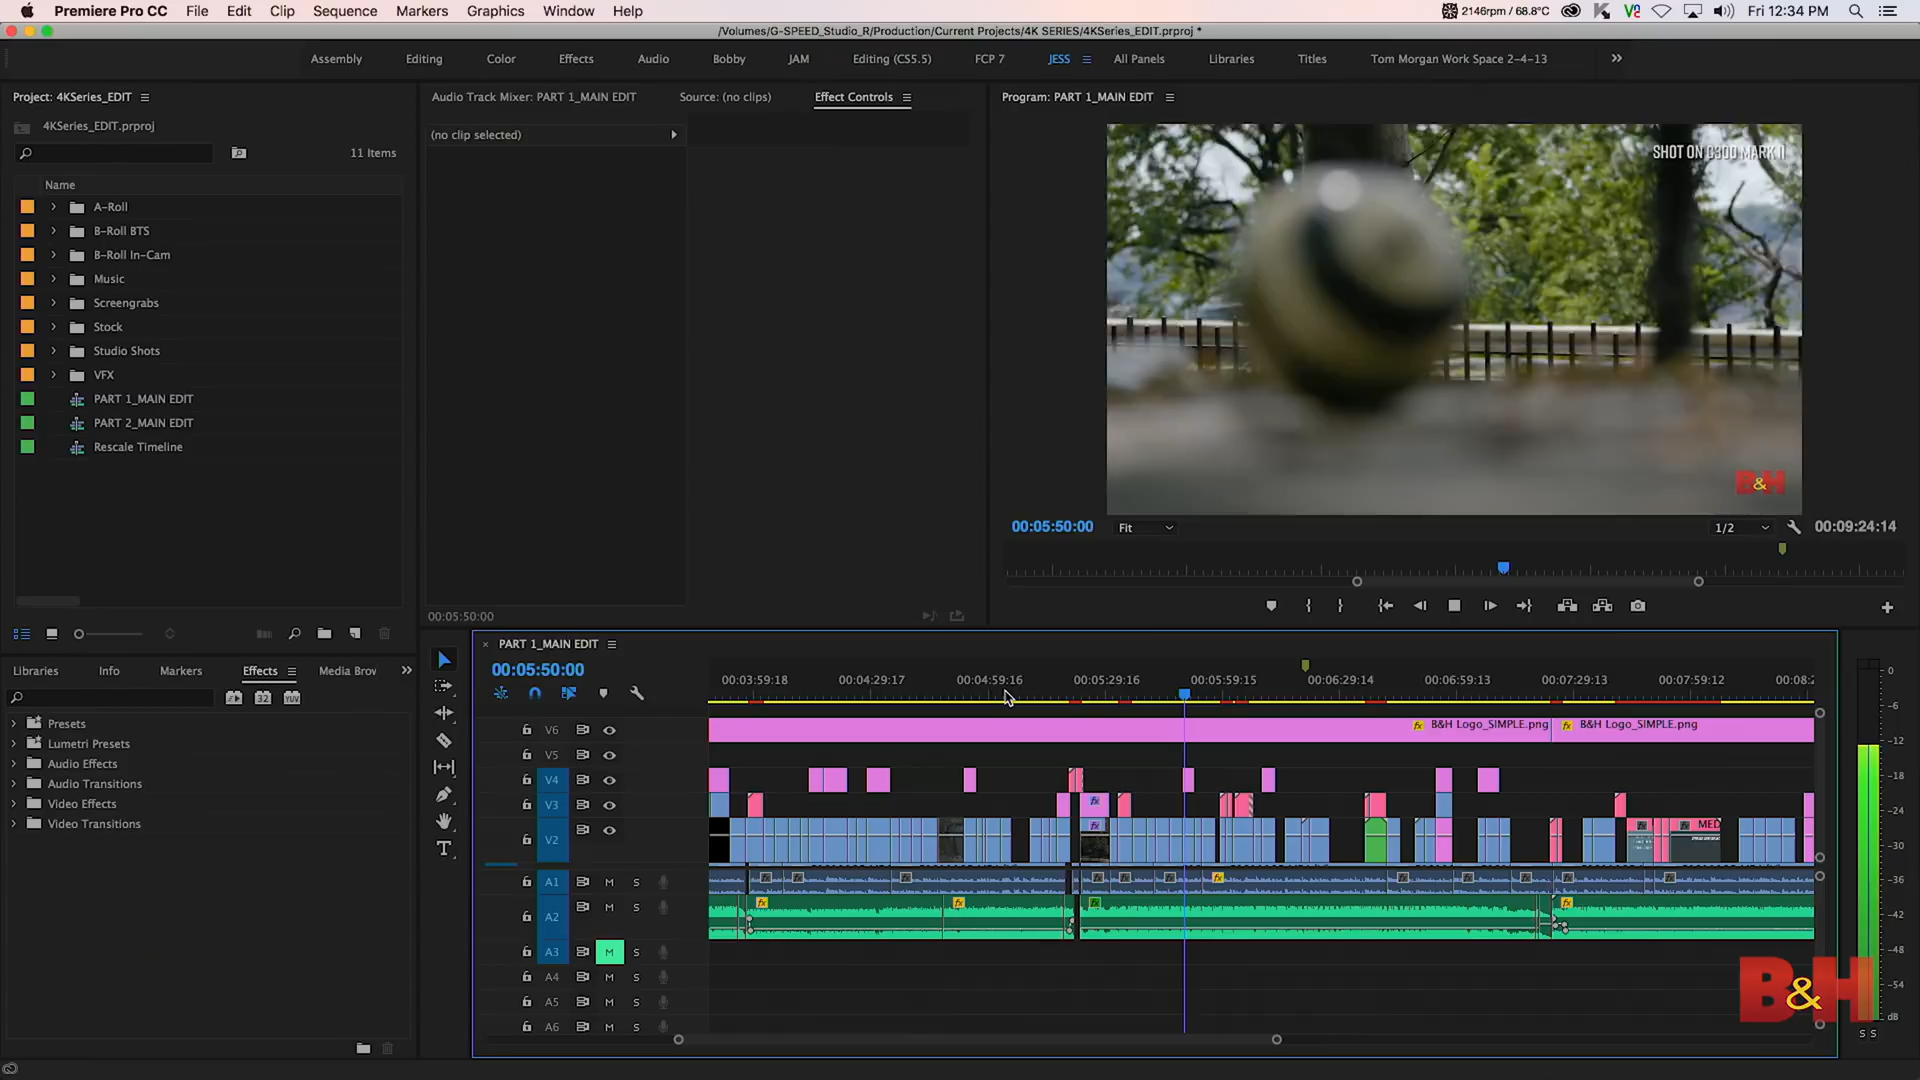 Premiere Pro CC File Edit Clip Sequence Markers Graphics Window Help
2146rpm / 68.8°C Fri 12:34 PM
/Volumes/G-SPEED_Studio_R/Production/Current Projects/4K SERIES/4KSeries_EDIT.prproj *
Assembly Editing Color Effects Audio Bobby JAM Editing (CS5.5) FCP 7 JESS All Panels Libraries Titles Tom Morgan Work Space 2-4-13
Project: 4KSeries_EDIT
4KSeries_EDIT.prproj
11 Items
Name
A-Roll
B-Roll BTS
B-Roll In-Cam
Music
Screengrabs
Stock
Studio Shots
VFX
PART 1_MAIN EDIT
PART 2_MAIN EDIT
Rescale Timeline
Audio Track Mixer: PART 1_MAIN EDIT Source: (no clips) Effect Controls
(no clip selected)
00:05:50:00
Program: PART 1_MAIN EDIT
SHOT ON C300 MARK II
B&H
00:05:50:00 Fit 1/2 00:09:24:14
Libraries Info Markers Effects Media Brov
32 YUV
Presets
Lumetri Presets
Audio Effects
Audio Transitions
Video Effects
Video Transitions
PART 1_MAIN EDIT
00:05:50:00
00:03:59:18 00:04:29:17 00:04:59:16 00:05:29:16 00:05:59:15 00:06:29:14 00:06:59:13 00:07:29:13 00:07:59:12 00:08:2
V6 fx B&H Logo_SIMPLE.png fx B&H Logo_SIMPLE.png
V5
V4
V3 fx
V2 fx MED
A1 M S
A2 M S
A3 M S
A4 M S
A5 M S
A6 M S
0
-6
-12
-18
-24
-30
-36
-42
-48
-54
dB
S S
B&H